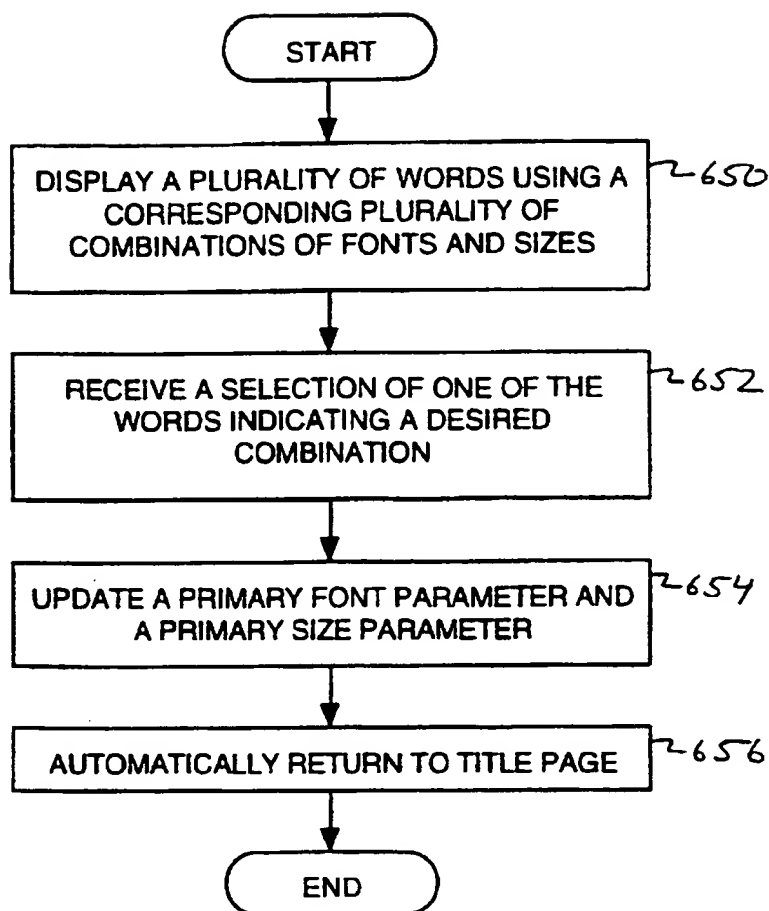 START
DISPLAY A PLURALITY OF WORDS USING A
CORRESPONDING PLURALITY OF
COMBINATIONS OF FONTS AND SIZES
650
RECEIVE A SELECTION OF ONE OF THE
WORDS INDICATING A DESIRED
COMBINATION
652
UPDATE A PRIMARY FONT PARAMETER AND
A PRIMARY SIZE PARAMETER
654
AUTOMATICALLY RETURN TO TITLE PAGE
656
END